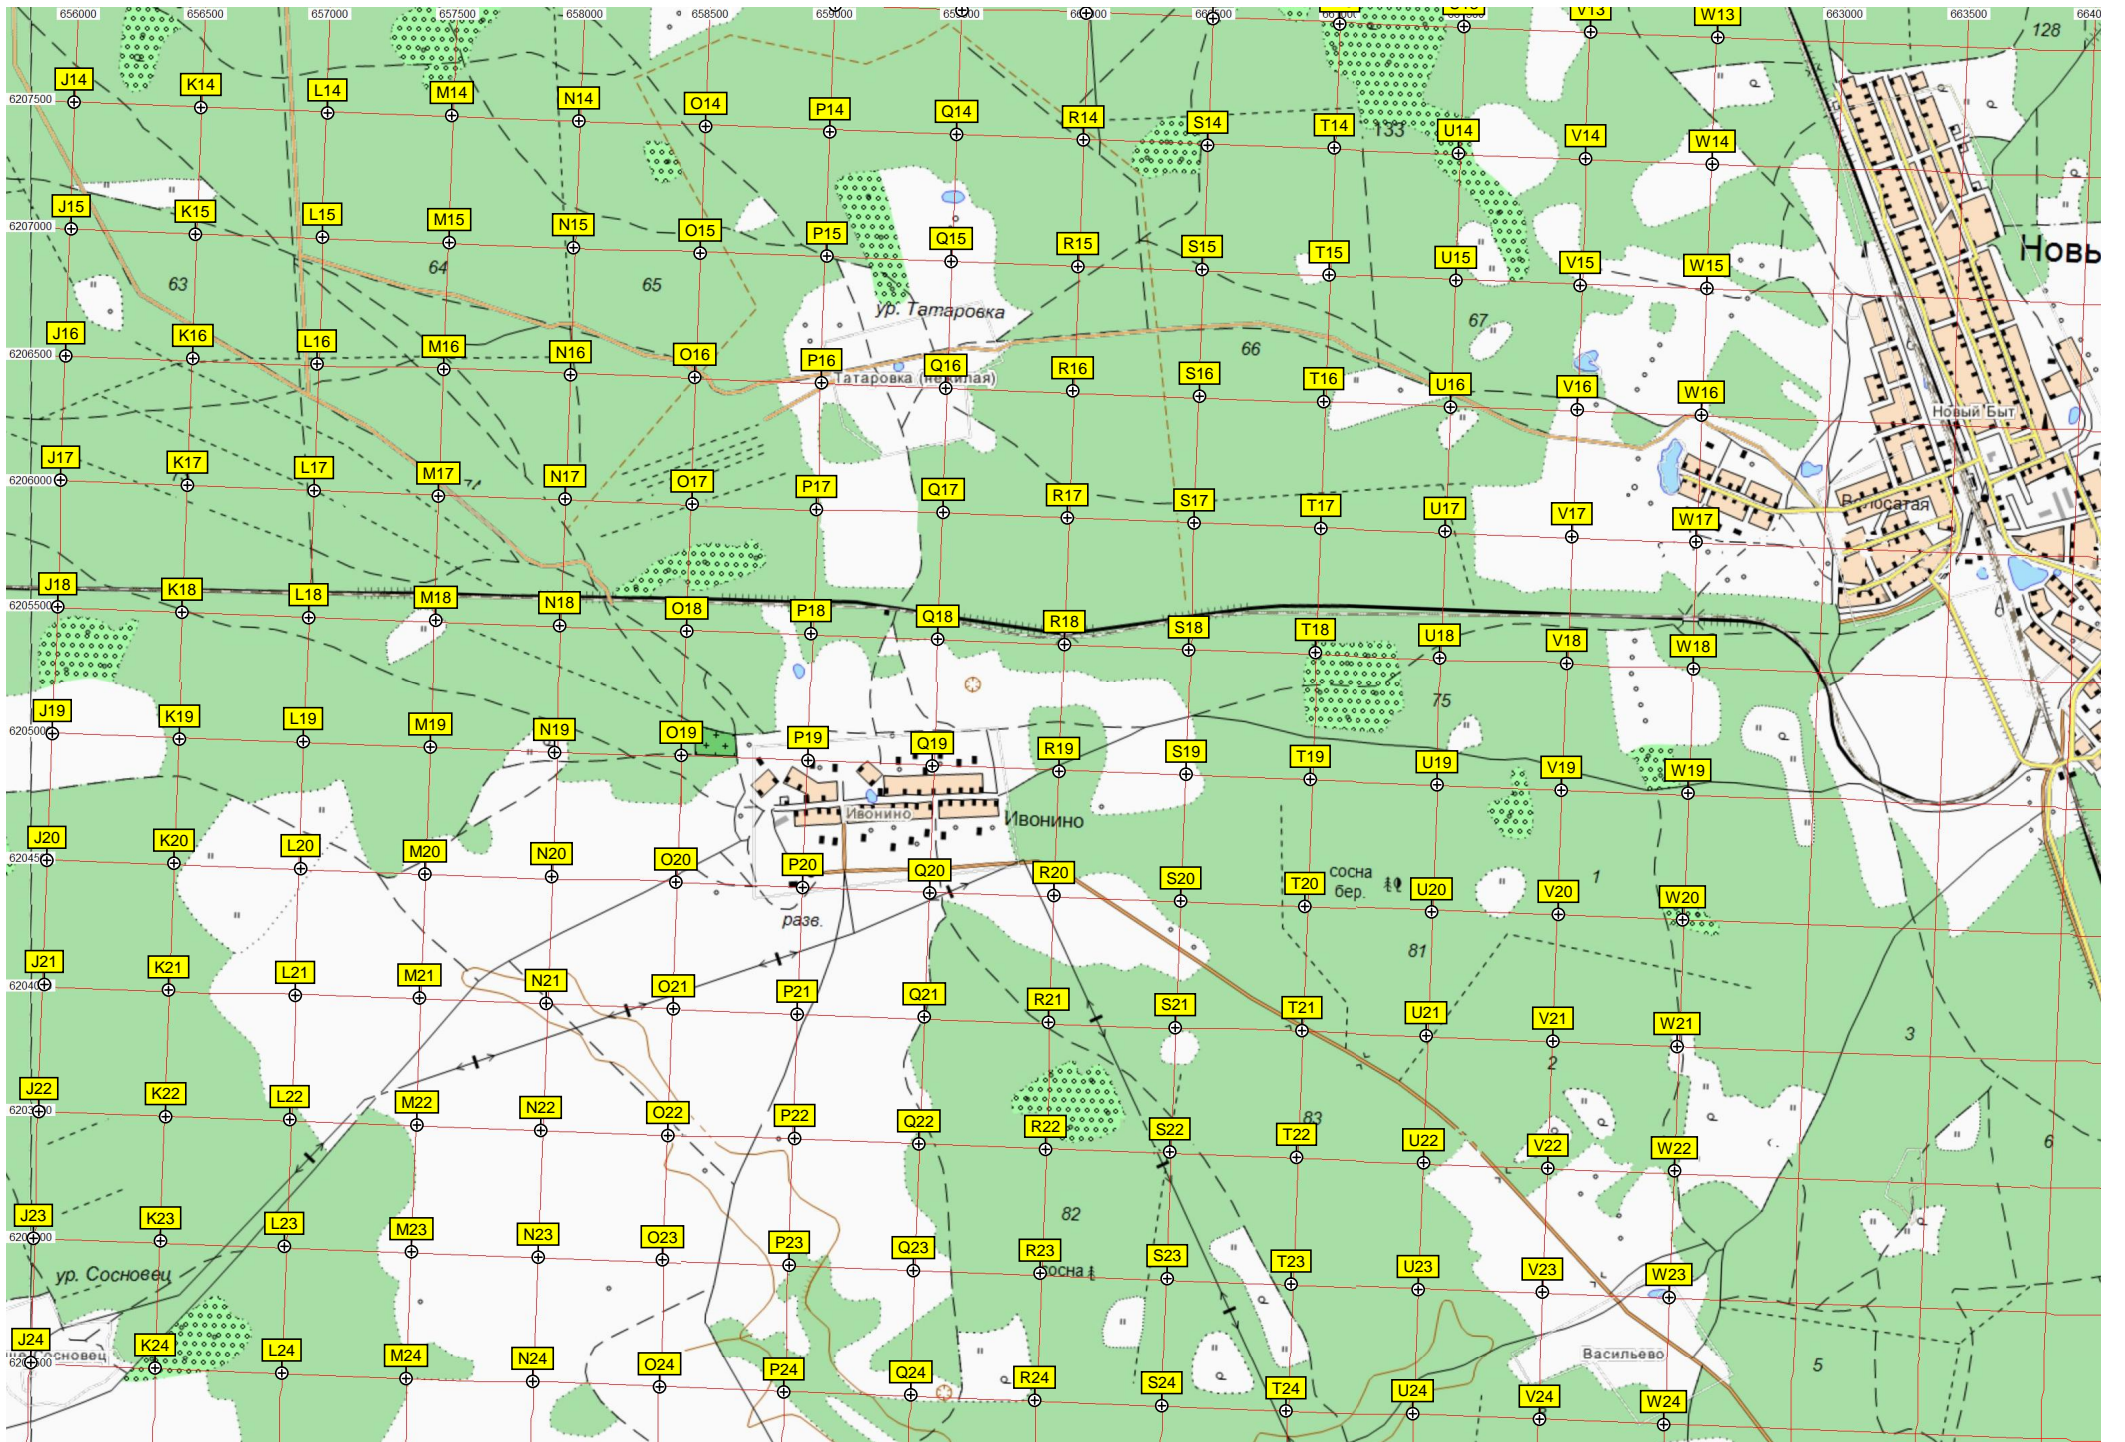 656000 656500 657000 657500 658000 658500 659000 663000 663500
V13 W13
128
J14 K14 L14 M14 N14 O14 P14 Q14 R14 S14 T14 U14 V14 W14
6207500
133
J15 K15 L15 M15 N15 O15 P15 Q15 R15 S15 T15 U15 V15 W15
6207000
63 64 65
ур. Татаровка
67
66
J16 K16 L16 M16 N16 O16 P16 Q16 R16 S16 T16 U16 V16 W16
6206500
Новый Быт
J17 K17 L17 M17 N17 O17 P17 Q17 R17 S17 T17 U17 V17 W17
6206000
J18 K18 L18 M18 N18 O18 P18 Q18 R18 S18 T18 U18 V18 W18
6205500
75
J19 K19 L19 M19 N19 O19 P19 Q19 R19 S19 T19 U19 V19 W19
Ивонино
Ивонино
J20 K20 L20 M20 N20 O20 P20 Q20 R20 S20 T20 U20 V20 W20
сосна
бер.
1
разв.
81
J21 K21 L21 M21 N21 O21 P21 Q21 R21 S21 T21 U21 V21 W21
3
2
J22 K22 L22 M22 N22 O22 P22 Q22 R22 S22 T22 U22 V22 W22
83
6
82
J23 K23 L23 M23 N23 O23 P23 Q23 R23 S23 T23 U23 V23 W23
ур. Сосновец
сосна
J24 K24 L24 M24 N24 O24 P24 Q24 R24 S24 T24 U24 V24 W24
Сосновец
Васильево
5